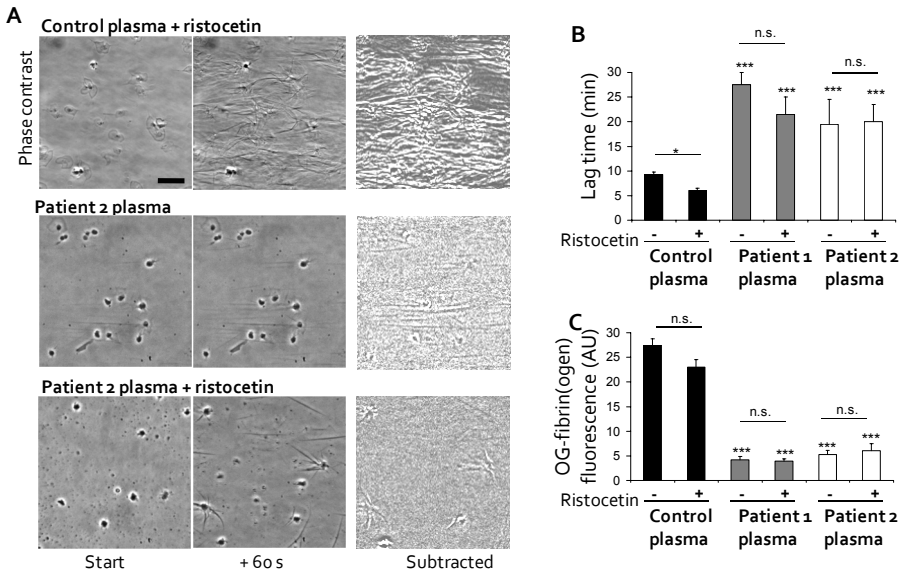 A
Control plasma + ristocetin
Phase contrast
Patient 2 plasma
Patient 2 plasma + ristocetin
Start
+ 60 s
Subtracted
B
Lag time (min)
30
25
20
15
10
5
0
*
n.s.
***
***
n.s.
***
***
Ristocetin - + - + - +
Control plasma
Patient 1 plasma
Patient 2 plasma
C
OG-fibrin(ogen)
fluorescence (AU)
30
25
20
15
10
5
0
n.s.
n.s.
***
***
n.s.
***
***
Ristocetin - + - + - +
Control plasma
Patient 1 plasma
Patient 2 plasma